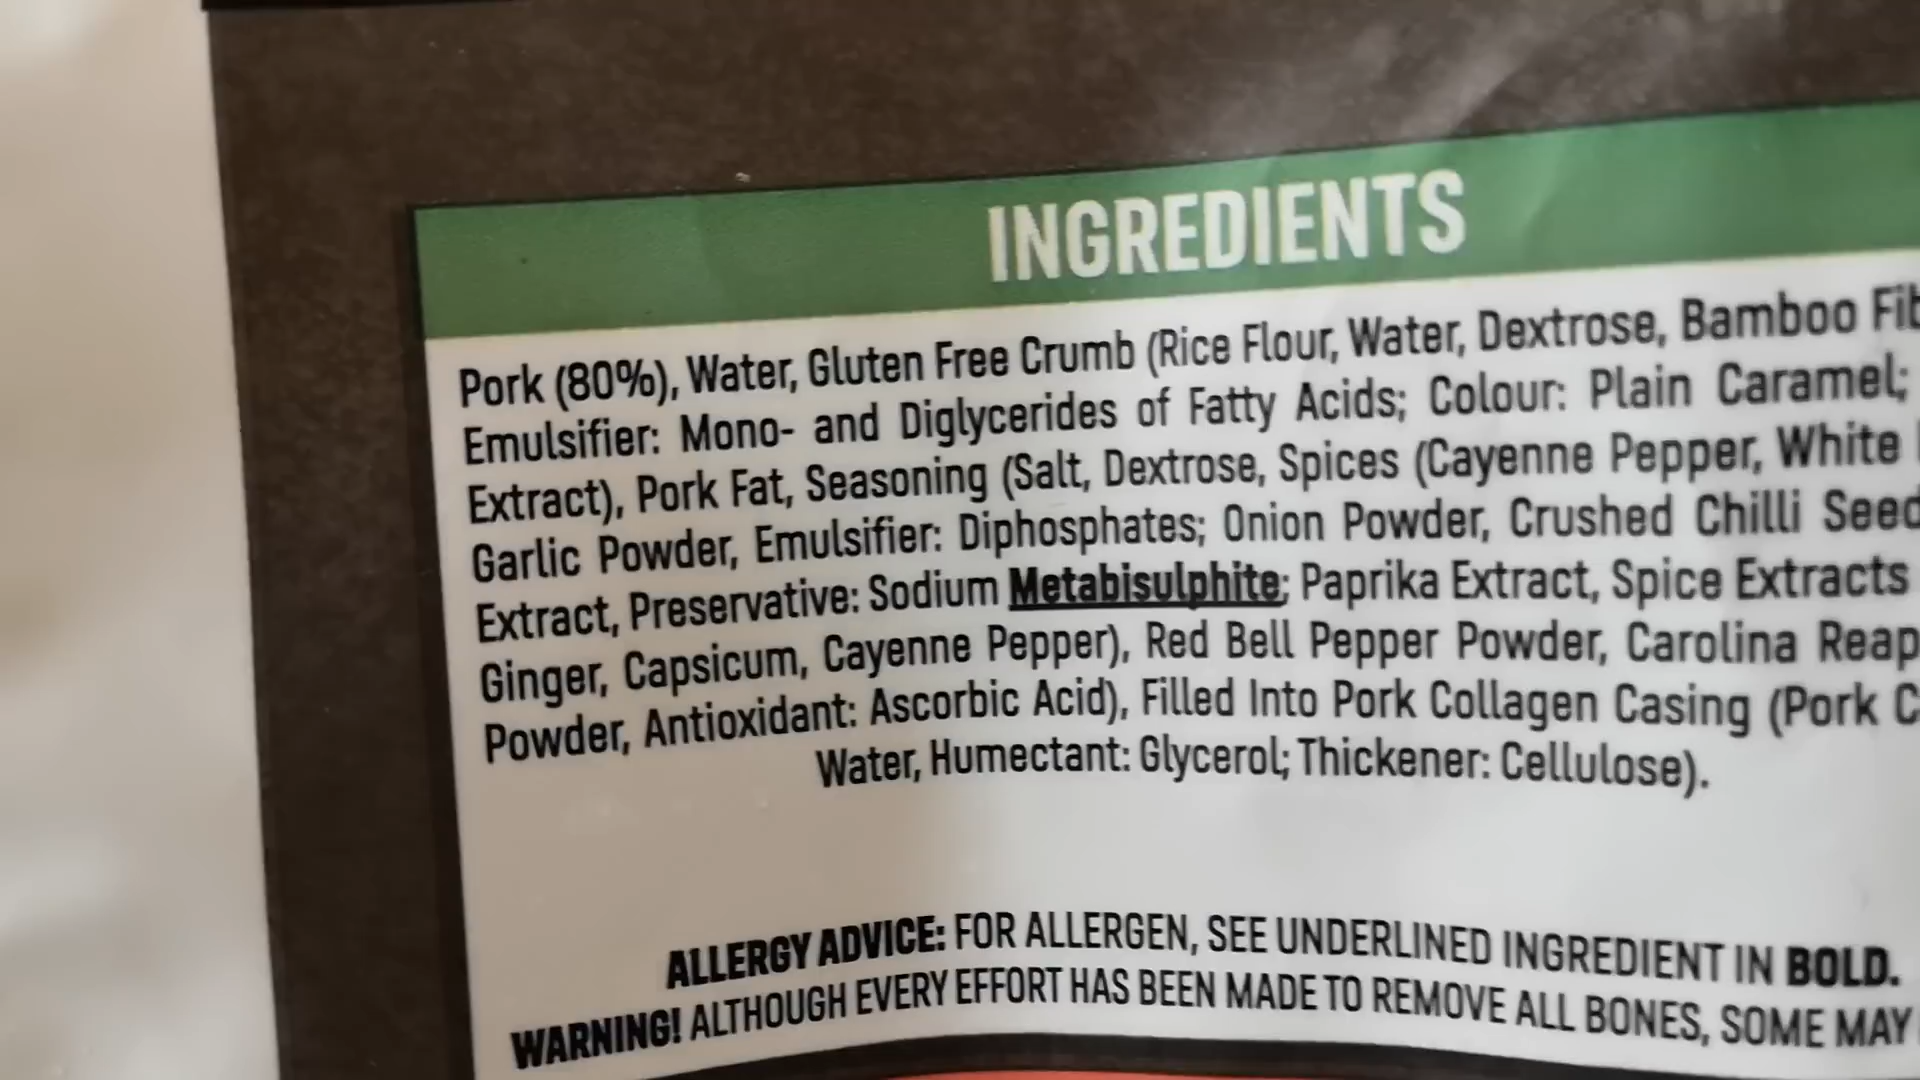 INGREDIENTS
Pork (80%), Water, Gluten Free Crumb (Rice Flour, Water, Dextrose, Bamboo
Emulsifier: Mono- and Diglycerides of Fatty Acids; Colour: Plain Caramel;
Extract), Pork Fat, Seasoning (Salt, Dextrose, Spices (Cayenne Pepper, White
Garlic Powder, Emulsifier: Diphosphates; Onion Powder, Crushed Chilli
Extract, Preservative: Sodium Metabisulphite; Paprika Extract, Spice Extracts
Ginger, Capsicum, Cayenne Pepper), Red Bell Pepper Powder, Carolina
Powder, Antioxidant: Ascorbic Acid), Filled Into Pork Collagen Casing (Pork
Water, Humectant: Glycerol; Thickener: Cellulose).
ALLERGY ADVICE: FOR ALLERGEN, SEE UNDERLINED INGREDIENT IN BOLD.
WARNING! ALTHOUGH EVERY EFFORT HAS BEEN MADE TO REMOVE ALL BONES, SOME MAY